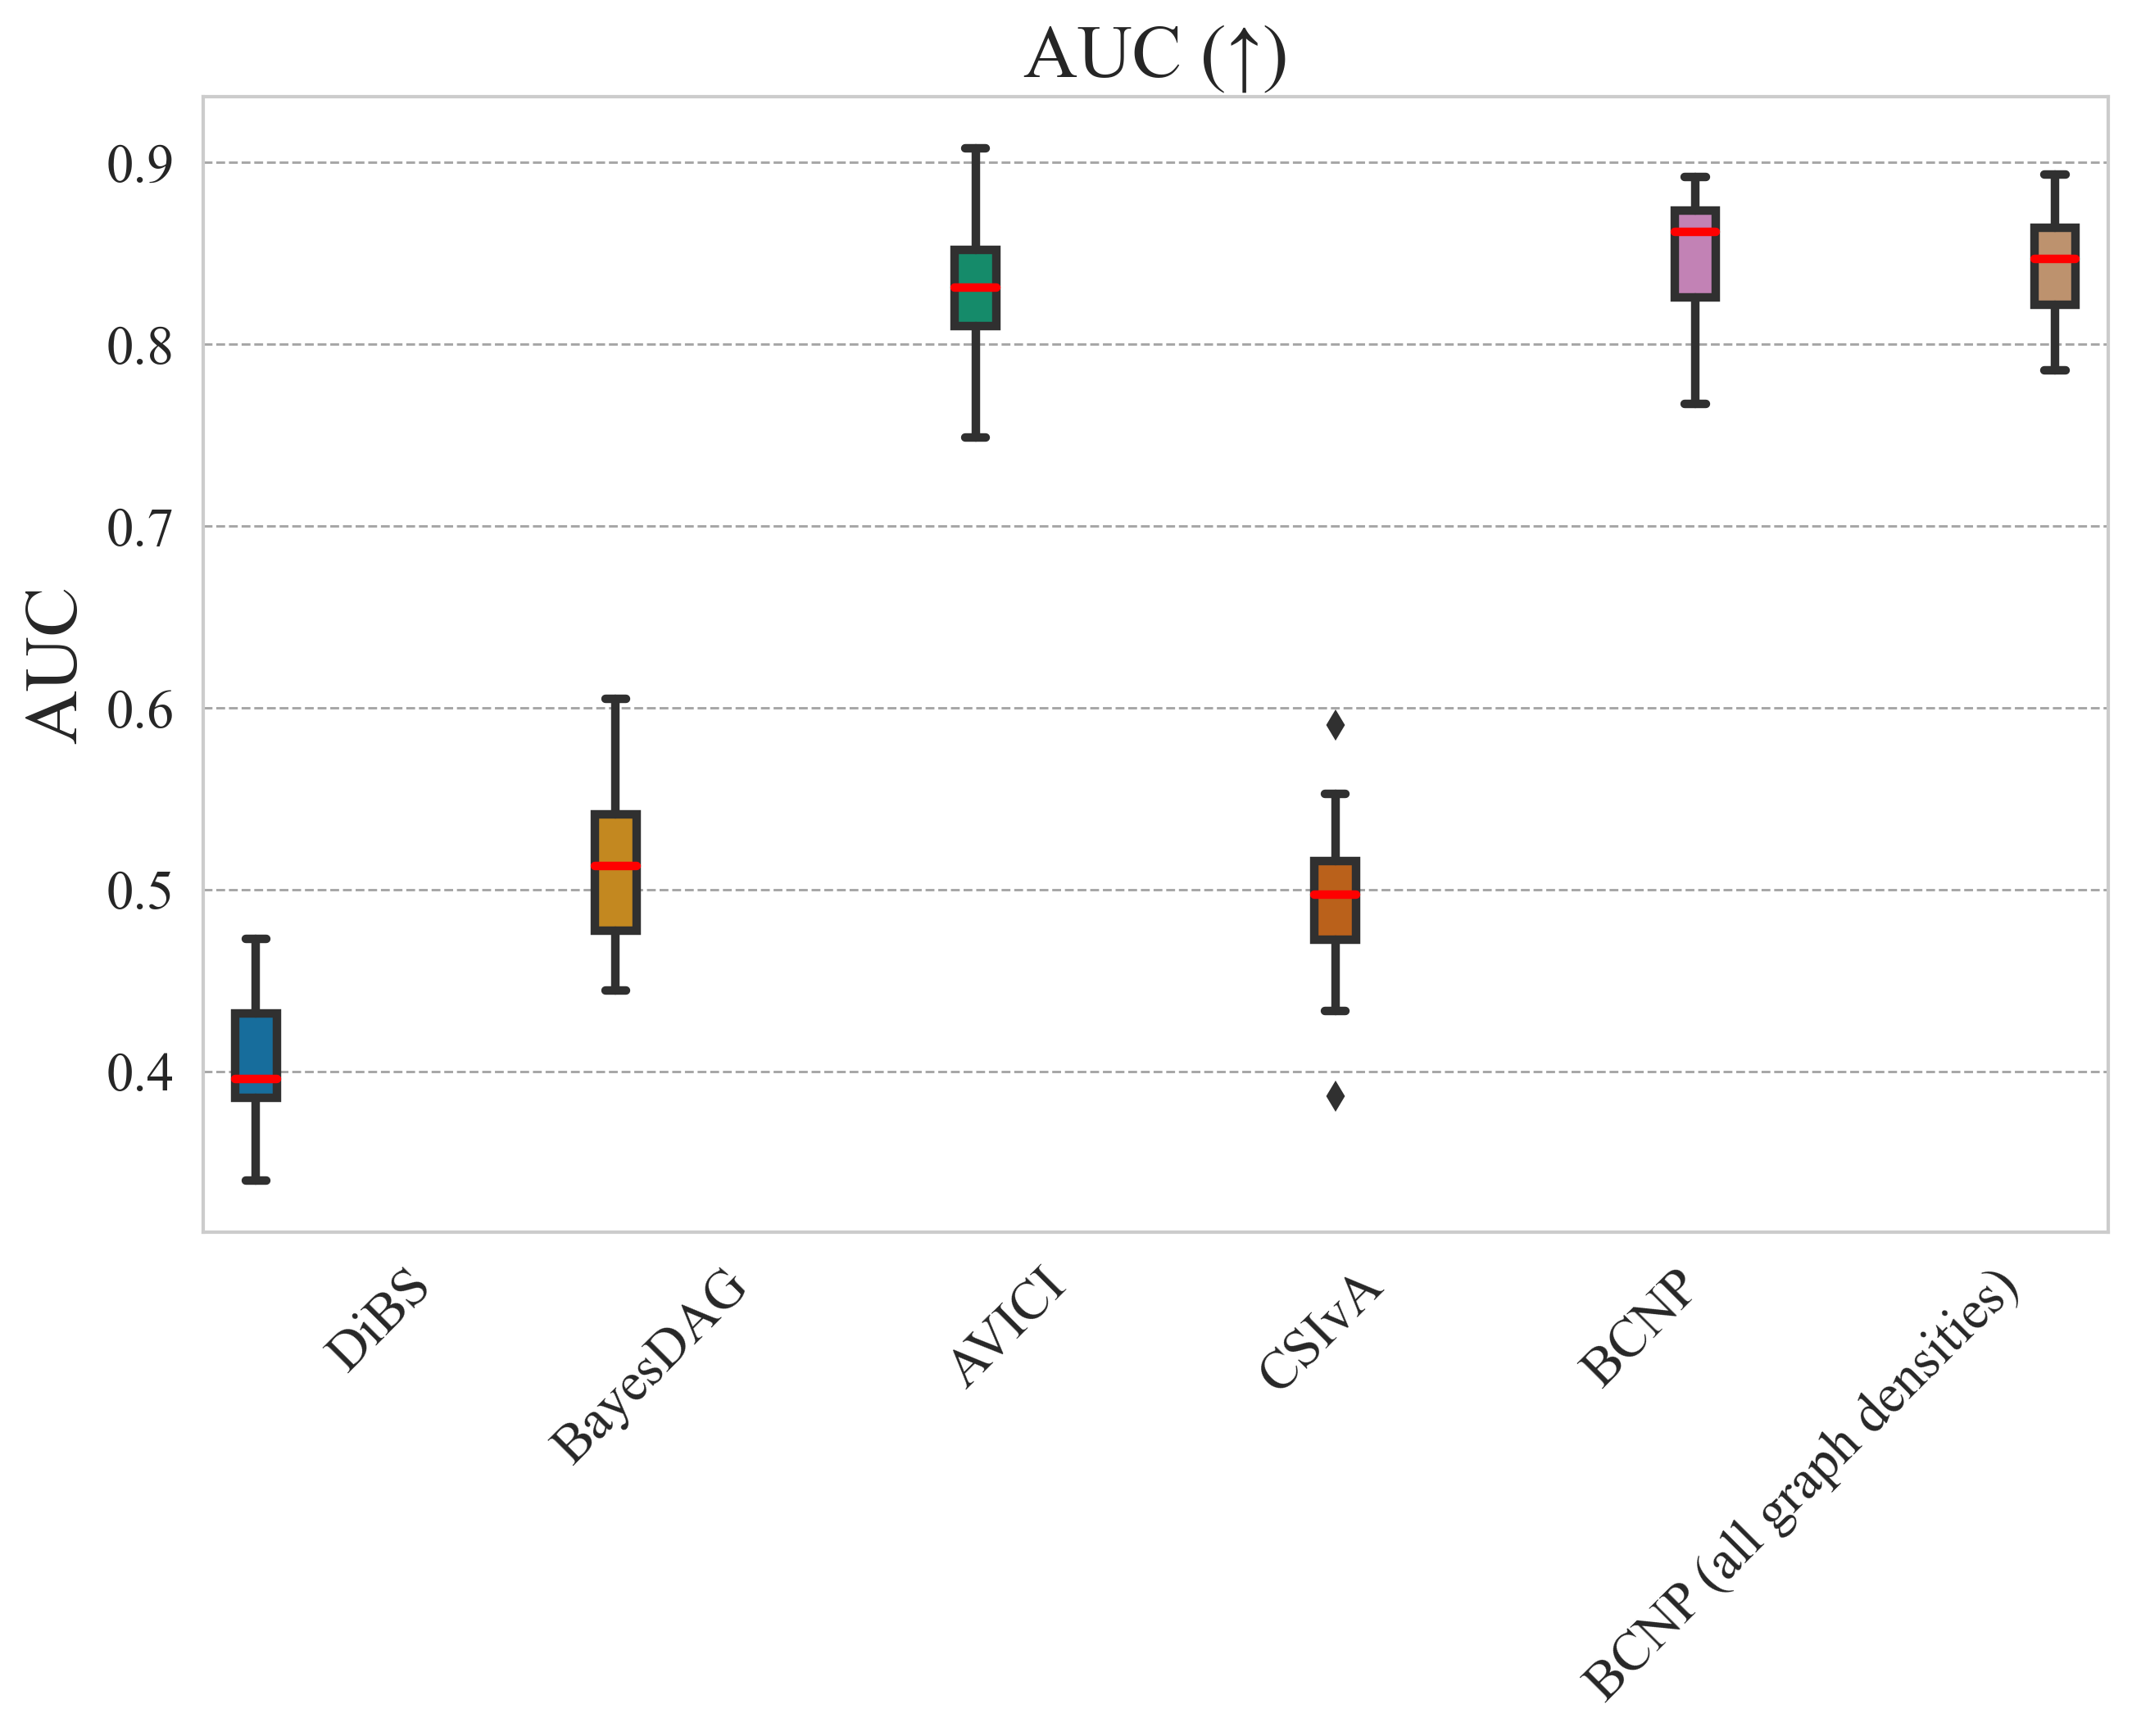 AUC (↑)
AUC
0.9
0.8
0.7
0.6
0.5
0.4
DiBS
BayesDAG
AVICI
CSIvA
BCNP
BCNP (all graph densities)